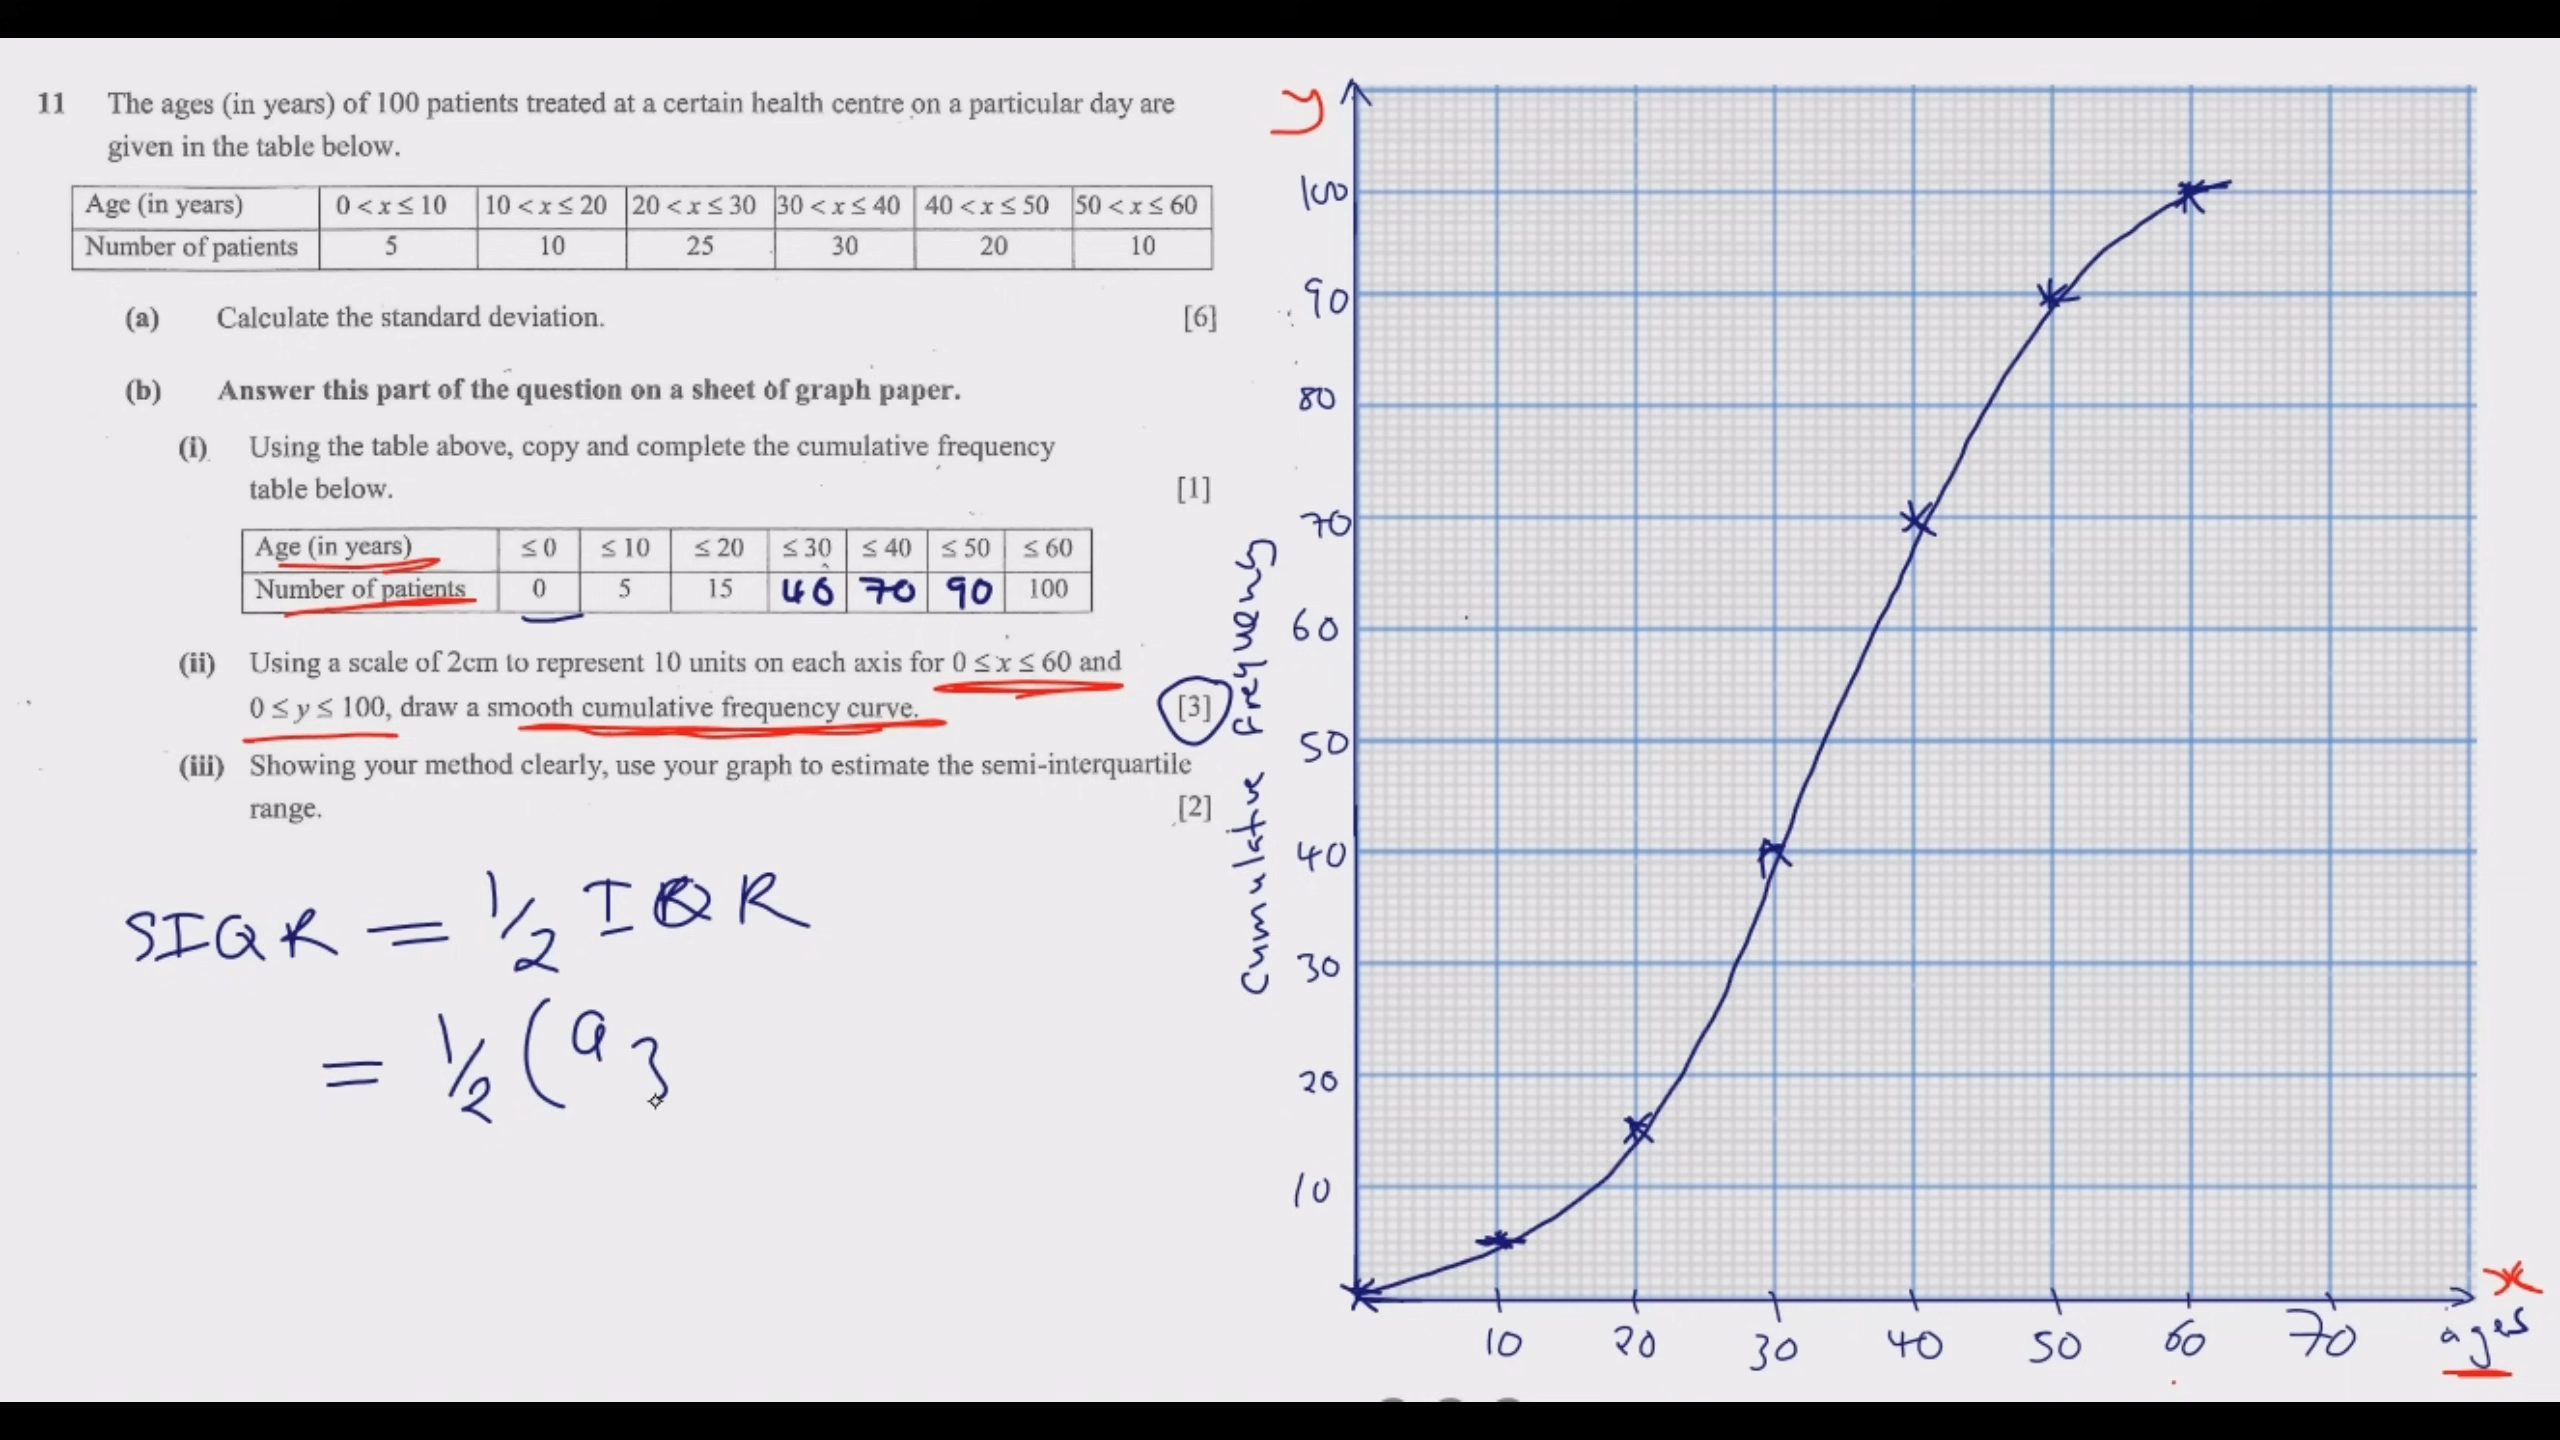 11 The ages (in years) of 100 patients treated at a certain health centre on a particular day are
given in the table below.
Age (in years) 0 < x ≤ 10 10 < x ≤ 20 20 < x ≤ 30 30 < x ≤ 40 40 < x ≤ 50 50 < x ≤ 60
Number of patients 5 10 25 30 20 10
(a) Calculate the standard deviation. [6]
(b) Answer this part of the question on a sheet of graph paper.
(i) Using the table above, copy and complete the cumulative frequency
table below. [1]
Age (in years) ≤ 0 ≤ 10 ≤ 20 ≤ 30 ≤ 40 ≤ 50 ≤ 60
Number of patients 0 5 15 40 70 90 100
(ii) Using a scale of 2cm to represent 10 units on each axis for 0 ≤ x ≤ 60 and
0 ≤ y ≤ 100, draw a smooth cumulative frequency curve. [3]
(iii) Showing your method clearly, use your graph to estimate the semi-interquartile
range. [2]
SIQR = 1/2 IQR
= 1/2 (Q3
y
100
90
80
70
60
50
40
30
20
10
Cumulative frequency
10 20 30 40 50 60 70
x
ages